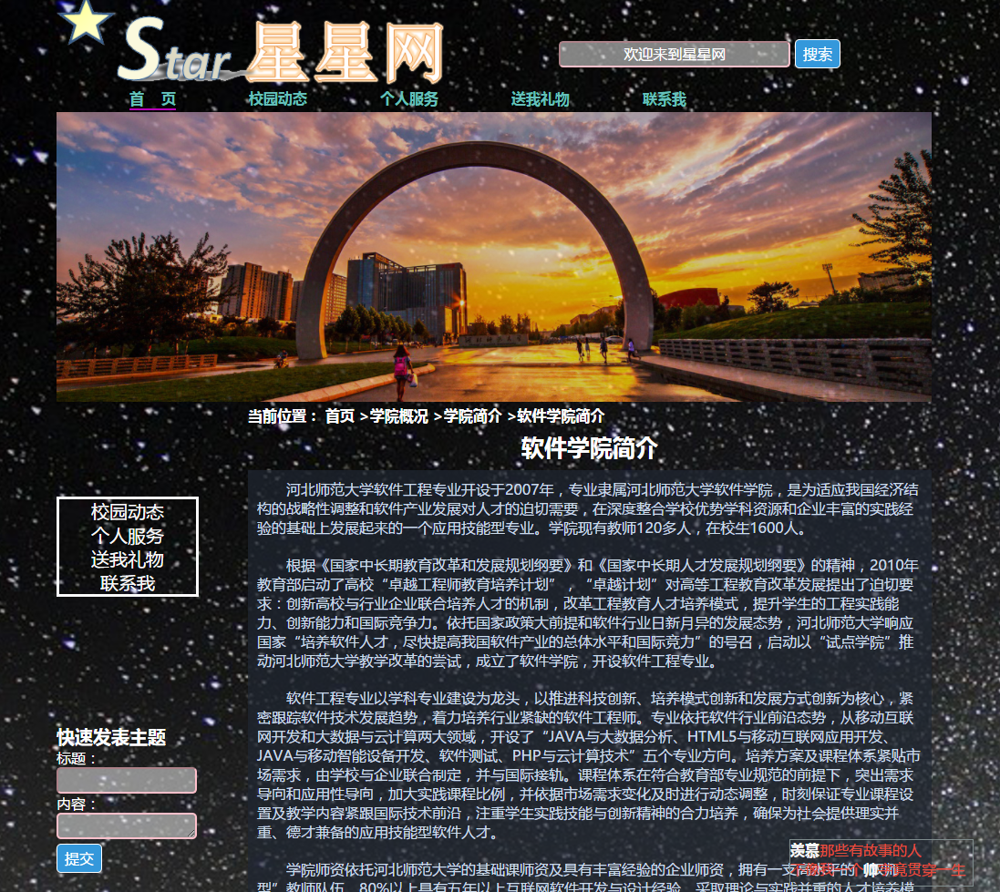 Star 星星网
欢迎来到星星网 搜索
首 页 校园动态 个人服务 送我礼物 联系我
当前位置： 首页 >学院概况 >学院简介 >软件学院简介
软件学院简介
校园动态
个人服务
送我礼物
联系我
快速发表主题
标题：
内容：
提交
河北师范大学软件工程专业开设于2007年，专业隶属河北师范大学软件学院，是为适应我国经济结
构的战略性调整和软件产业发展对人才的迫切需要，在深度整合学校优势学科资源和企业丰富的实践经
验的基础上发展起来的一个应用技能型专业。学院现有教师120多人，在校生1600人。
根据《国家中长期教育改革和发展规划纲要》和《国家中长期人才发展规划纲要》的精神，2010年
教育部启动了高校“卓越工程师教育培养计划”，“卓越计划”对高等工程教育改革发展提出了迫切要
求：创新高校与行业企业联合培养人才的机制，改革工程教育人才培养模式，提升学生的工程实践能
力、创新能力和国际竞争力。依托国家政策大前提和软件行业日新月异的发展态势，河北师范大学响应
国家“培养软件人才，尽快提高我国软件产业的总体水平和国际竞力”的号召，启动以“试点学院”推
动河北师范大学教学改革的尝试，成立了软件学院，开设软件工程专业。
软件工程专业以学科专业建设为龙头，以推进科技创新、培养模式创新和发展方式创新为核心，紧
密跟踪软件技术发展趋势，着力培养行业紧缺的软件工程师。专业依托软件行业前沿态势，从移动互联
网开发和大数据与云计算两大领域，开设了“JAVA与大数据分析、HTML5与移动互联网应用开发、
JAVA与移动智能设备开发、软件测试、PHP与云计算技术”五个专业方向。培养方案及课程体系紧贴市
场需求，由学校与企业联合制定，并与国际接轨。课程体系在符合教育部专业规范的前提下，突出需求
导向和应用性导向，加大实践课程比例，并依据市场需求变化及时进行动态调整，时刻保证专业课程设
置及教学内容紧跟国际技术前沿，注重学生实践技能与创新精神的合力培养，确保为社会提供理实并
重、德才兼备的应用技能型软件人才。
学院师资依托河北师范大学的基础课师资及具有丰富经验的企业师资，拥有一支高水平的“双师
型”教师队伍，80%以上具有五年以上互联网软件开发与设计经验，采取理论与实践并重的人才培养模
羡慕那些有故事的人
帅 贯穿一生